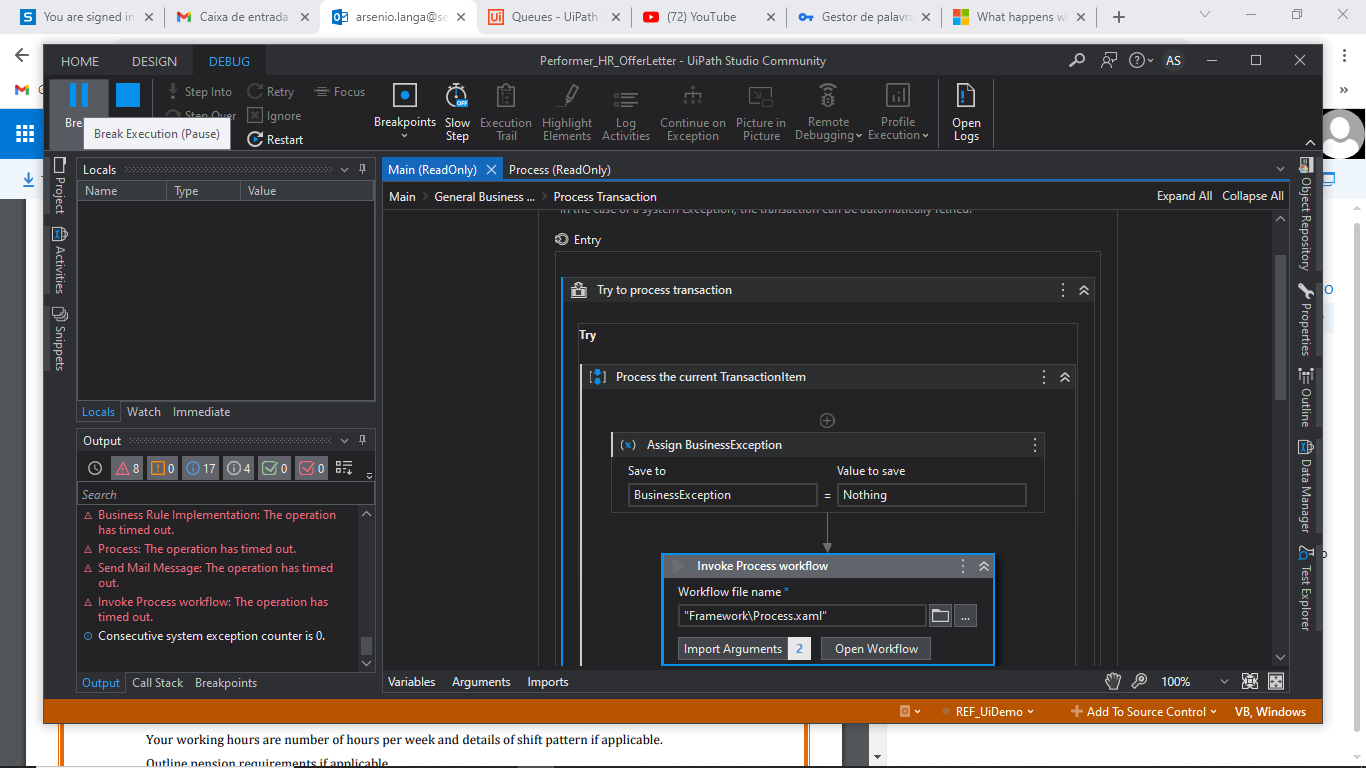 You are signed in
Caixa de entrada
arsenio.langa@se
Queues - UiPath
(72) YouTube
Gestor de palavra
What happens w
HOME
DESIGN
DEBUG
Performer_HR_OfferLetter - UiPath Studio Community
AS
Step Into
Retry
Focus
Step Over
Ignore
Restart
Break Execution (Pause)
Breakpoints
Slow
Step
Execution
Trail
Highlight
Elements
Log
Activities
Continue on
Exception
Picture in
Picture
Remote
Debugging
Profile
Execution
Open
Logs
Project
Activities
Snippets
Locals
Name Type Value
Locals Watch Immediate
Output
8 0 17 4 0 0
Search
Business Rule Implementation: The operation
has timed out.
Process: The operation has timed out.
Send Mail Message: The operation has timed
out.
Invoke Process workflow: The operation has
timed out.
Consecutive system exception counter is 0.
Output Call Stack Breakpoints
Main (ReadOnly)
Process (ReadOnly)
Main > General Business ... > Process Transaction
Expand All Collapse All
in the case of a system exception, the transaction can be automatically retried.
Entry
Try to process transaction
Try
Process the current TransactionItem
Assign BusinessException
Save to
Value to save
BusinessException = Nothing
Invoke Process workflow
Workflow file name *
"Framework\Process.xaml"
...
Import Arguments 2
Open Workflow
Variables Arguments Imports
100%
Object Repository
Properties
Outline
Data Manager
Test Explorer
REF_UiDemo
Add To Source Control
VB, Windows
Your working hours are number of hours per week and details of shift pattern if applicable.
Outline pension requirements if applicable